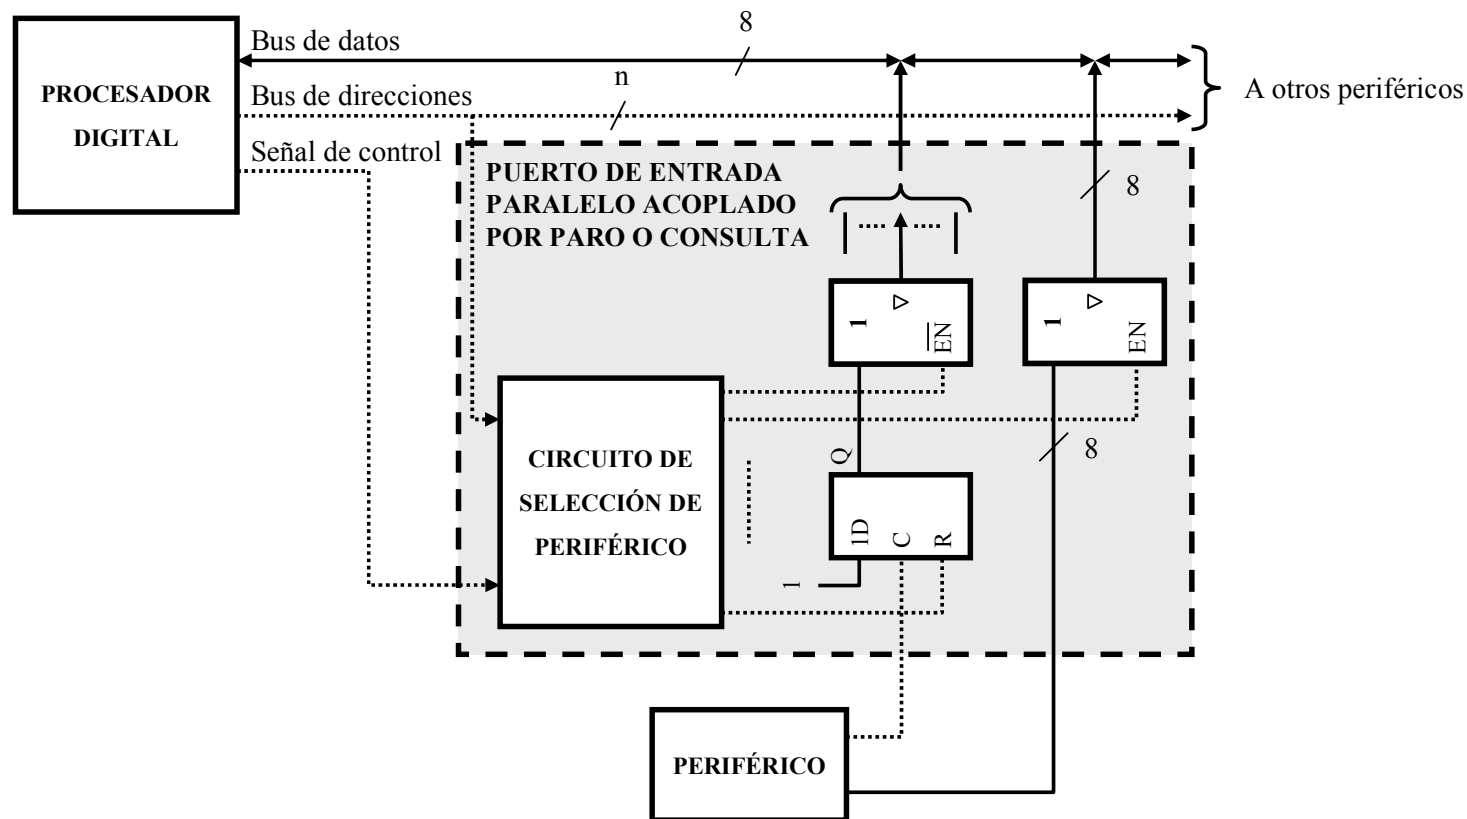 8
Bus de datos
PROCESADOR
DIGITAL
n
Bus de direcciones
A otros periféricos
Señal de control
PUERTO DE ENTRADA
PARALELO ACOPLADO
POR PARO O CONSULTA
8
1
EN
1
EN
8
CIRCUITO DE
SELECCIÓN DE
PERIFÉRICO
Q
1D
C
R
1
PERIFÉRICO